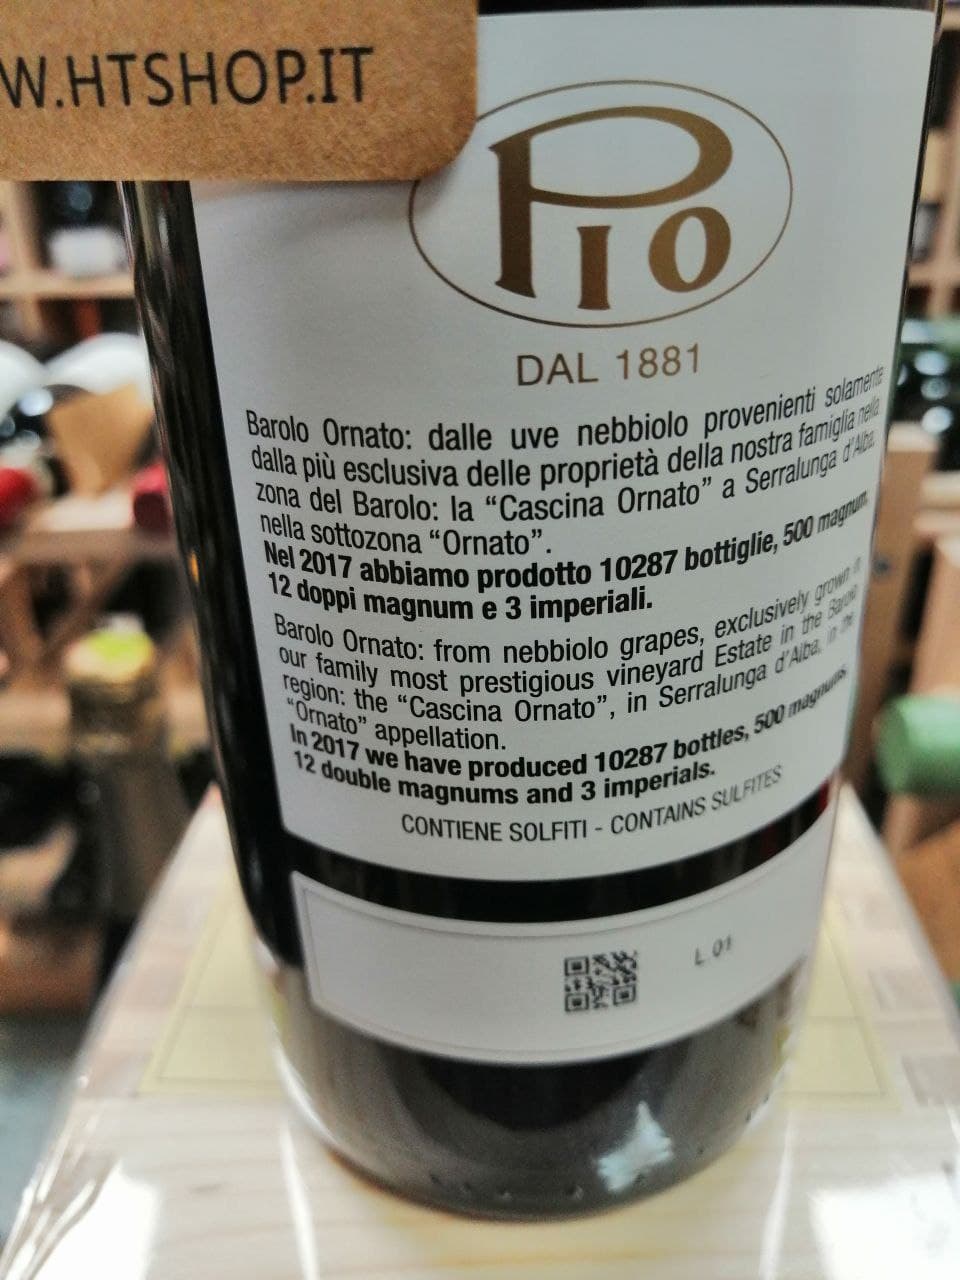 W.HTSHOP.IT
PIO
DAL 1881
Barolo Ornato: dalle uve nebbiolo provenienti solamente
dalla più esclusiva delle proprietà della nostra famiglia nella
zona del Barolo: la “Cascina Ornato” a Serralunga d'Alba,
nella sottozona “Ornato”.
Nel 2017 abbiamo prodotto 10287 bottiglie, 500 magnum,
12 doppi magnum e 3 imperiali.
Barolo Ornato: from nebbiolo grapes, exclusively grown in
our family most prestigious vineyard Estate in the Barolo
region: the “Cascina Ornato”, in Serralunga d'Alba, in the
“Ornato” appellation.
In 2017 we have produced 10287 bottles, 500 magnums,
12 double magnums and 3 imperials.
CONTIENE SOLFITI - CONTAINS SULFITES
L 01